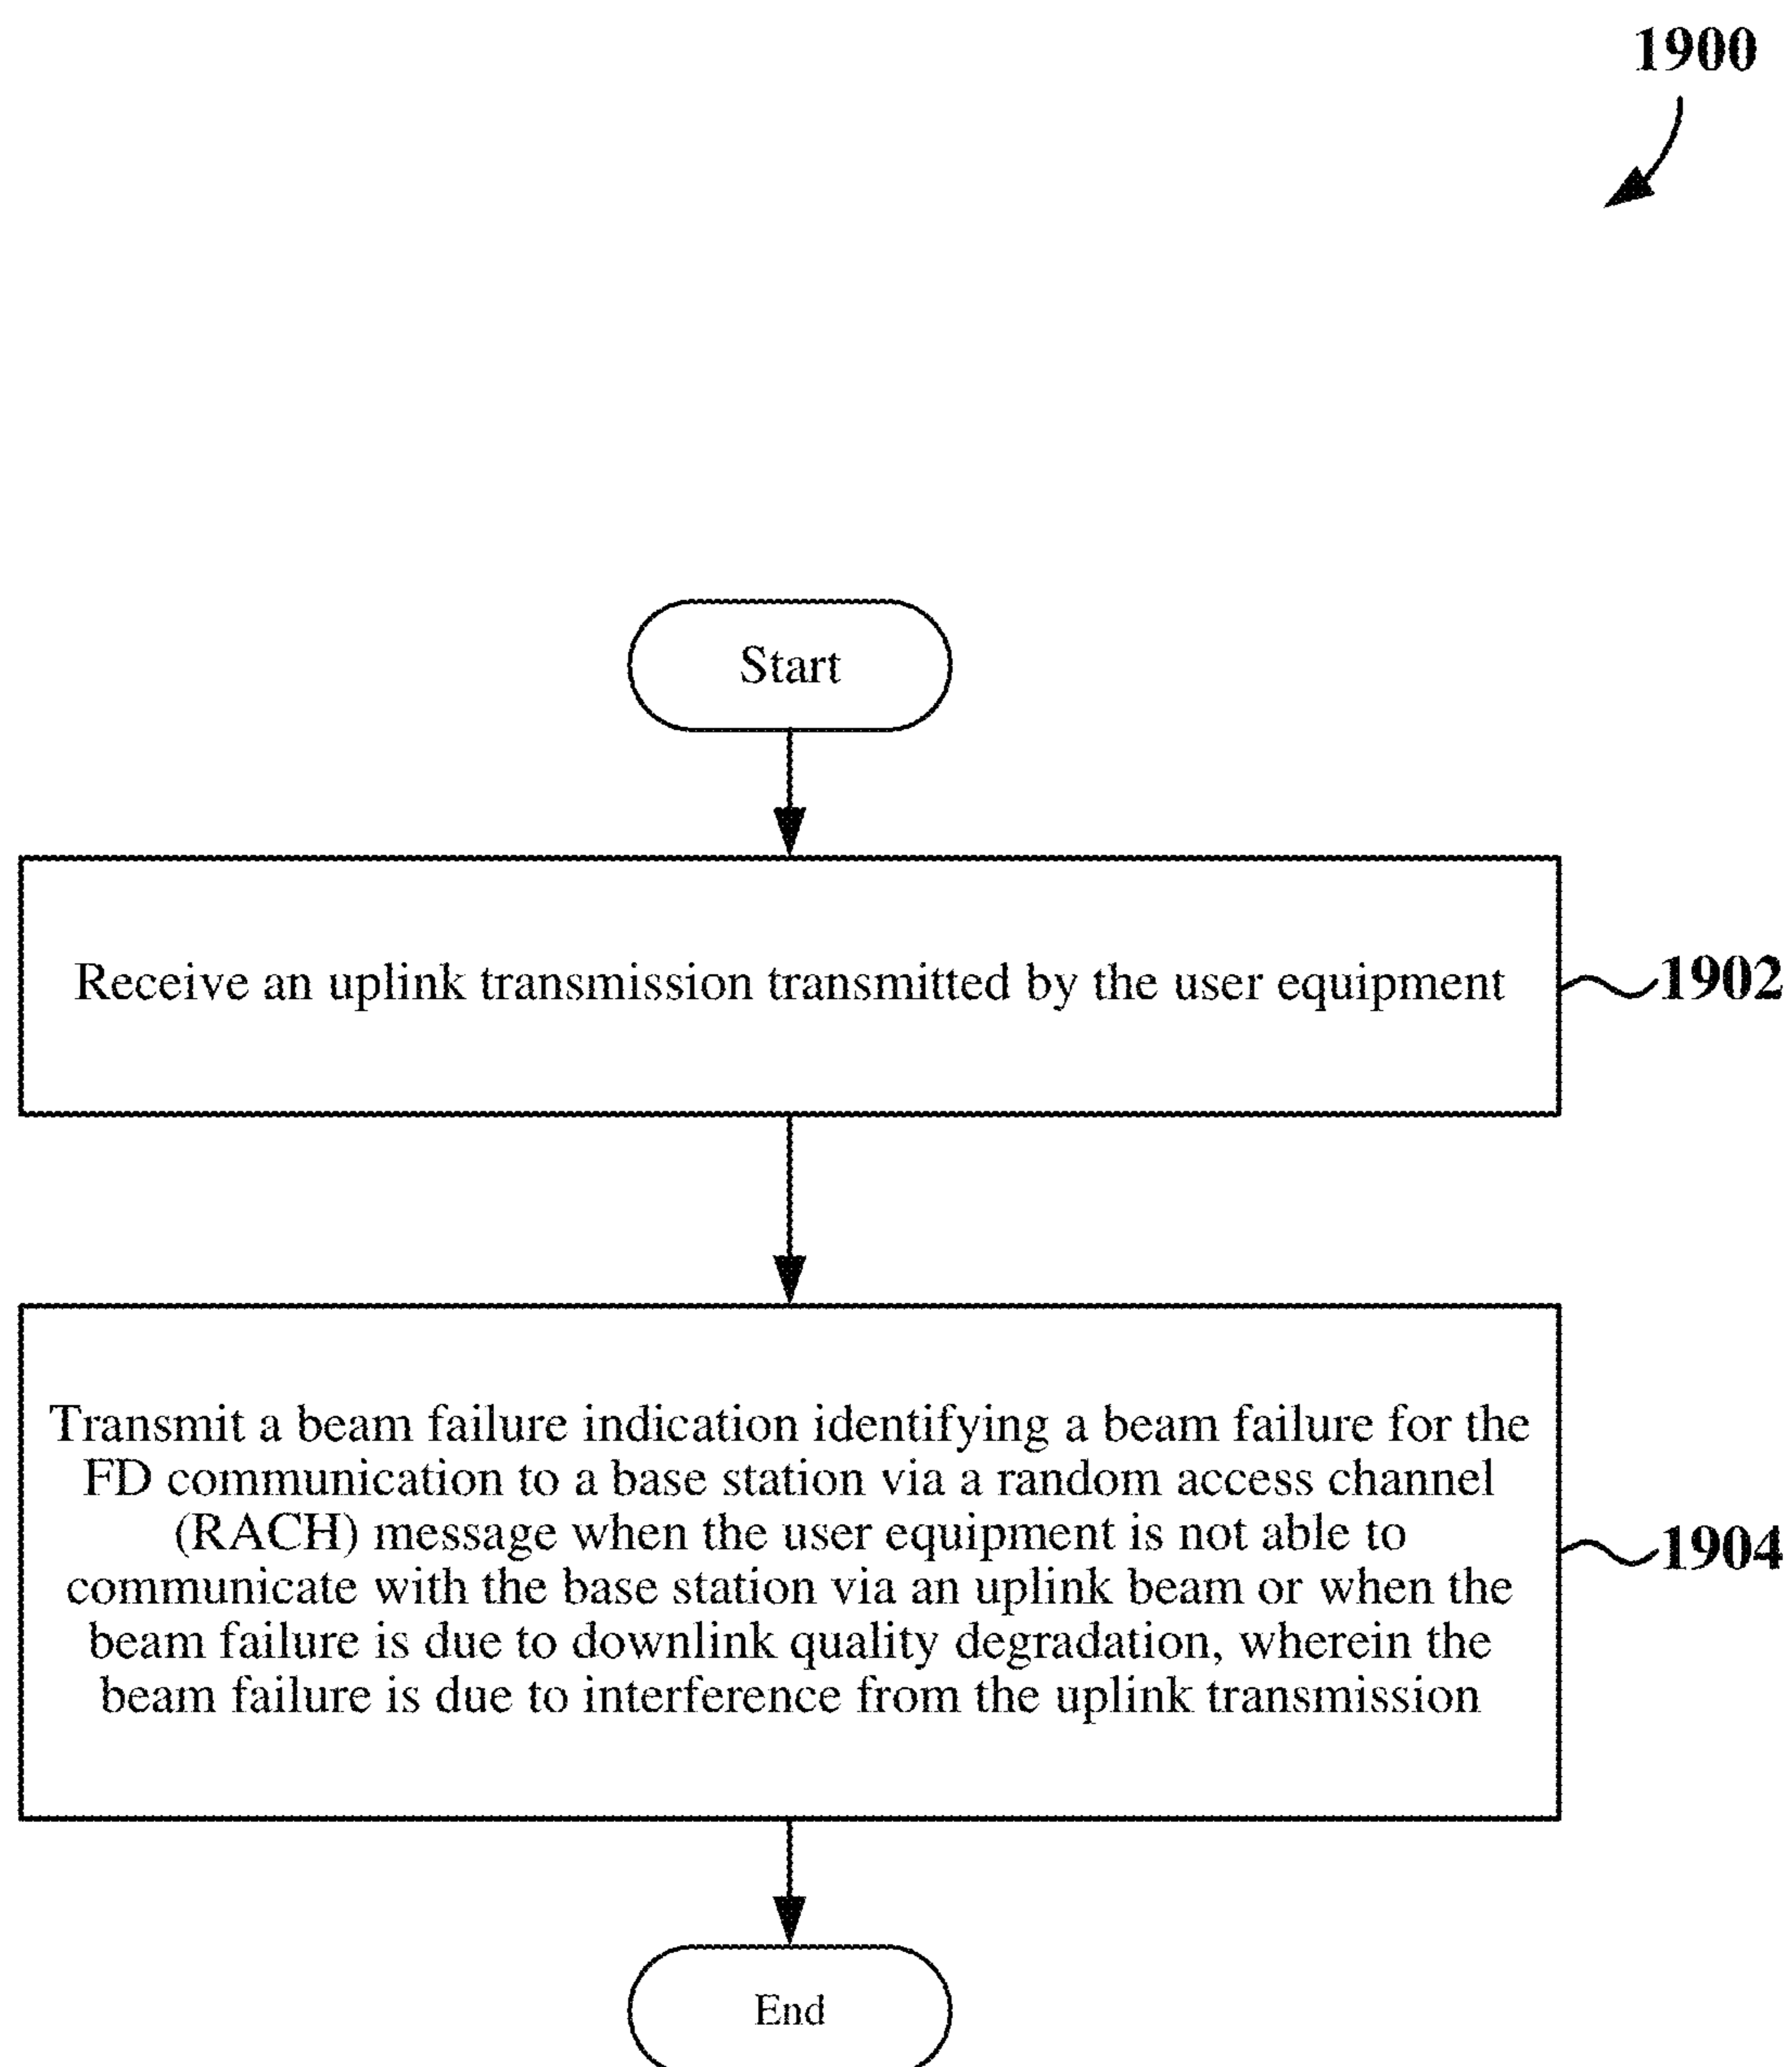 1900
Start
Receive an uplink transmission transmitted by the user equipment
1902
Transmit a beam failure indication identifying a beam failure for the
FD communication to a base station via a random access channel
(RACH) message when the user equipment is not able to
communicate with the base station via an uplink beam or when the
beam failure is due to downlink quality degradation, wherein the
beam failure is due to interference from the uplink transmission
1904
End